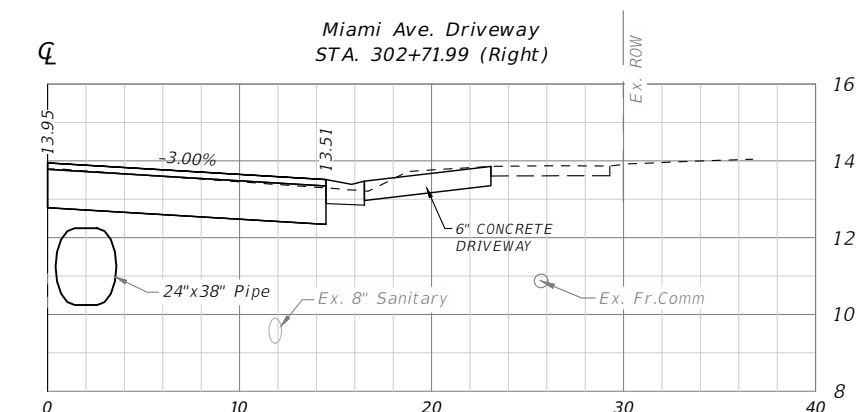 Miami Ave. Driveway
STA. 302+71.99 (Right)
℄
Ex. ROW
16
13.95
-3.00%
13.51
14
6" CONCRETE
DRIVEWAY
12
24"x38" Pipe
Ex. 8" Sanitary
Ex. Fr.Comm
10
8
0
10
20
30
40